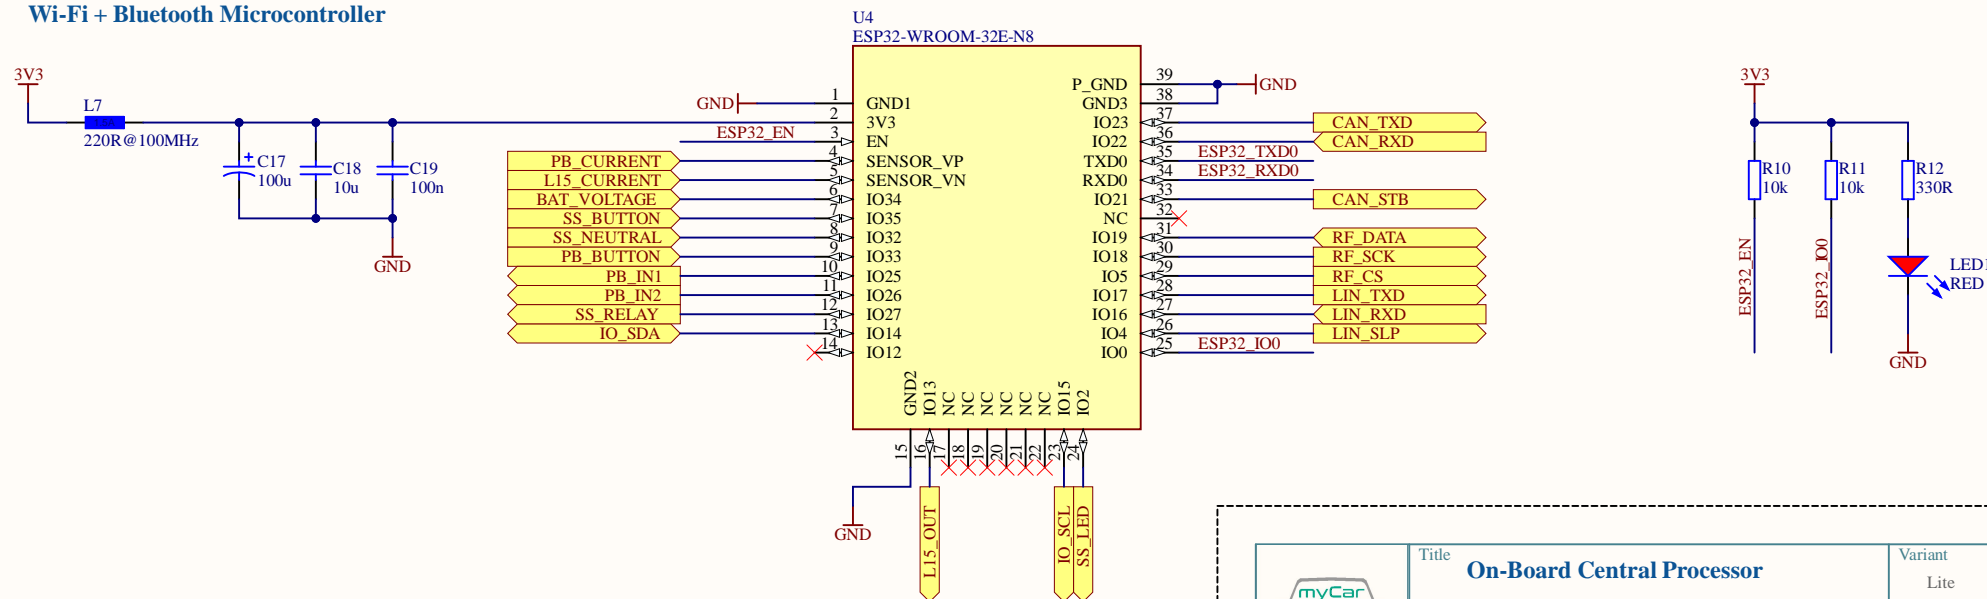 Wi-Fi + Bluetooth Microcontroller
U4
ESP32-WROOM-32E-N8
3V3
L7
220R@100MHz
C17
100u
C18
10u
C19
100n
GND
GND
1
GND1
2
3V3
ESP32_EN
3
EN
PB_CURRENT
4
SENSOR_VP
L15_CURRENT
5
SENSOR_VN
BAT_VOLTAGE
6
IO34
SS_BUTTON
7
IO35
SS_NEUTRAL
8
IO32
PB_BUTTON
9
IO33
PB_IN1
10
IO25
PB_IN2
11
IO26
SS_RELAY
12
IO27
IO_SDA
13
IO14
14
IO12
P_GND
39
GND
GND3
38
IO23
37
CAN_TXD
IO22
36
CAN_RXD
TXD0
35
ESP32_TXD0
RXD0
34
ESP32_RXD0
IO21
33
CAN_STB
NC
32
IO19
31
RF_DATA
IO18
30
RF_SCK
IO5
29
RF_CS
IO17
28
LIN_TXD
IO16
27
LIN_RXD
IO4
26
LIN_SLP
IO0
25
ESP32_IO0
GND2
IO13
NC
NC
NC
NC
NC
NC
IO15
IO2
15
16
17
18
19
20
21
22
23
24
GND
L15_OUT
IO_SCL
SS_LED
3V3
R10
10k
R11
10k
R12
330R
ESP32_EN
ESP32_IO0
LED1
RED
GND
Title
On-Board Central Processor
Variant
Lite
myCar